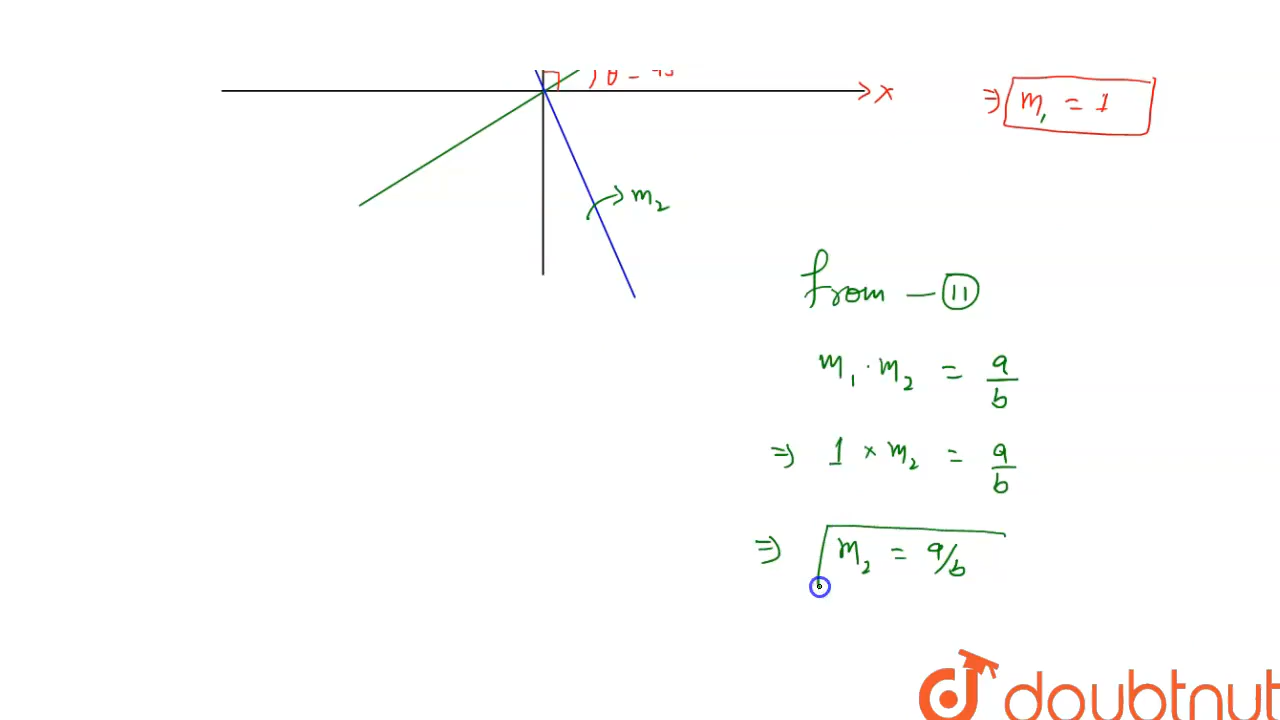 X
⇒ m₁ = 1
m₂
from — 11
m₁ · m₂ = a/b
⇒ 1 × m₂ = a/b
⇒ m₂ = a/b
doubtnut